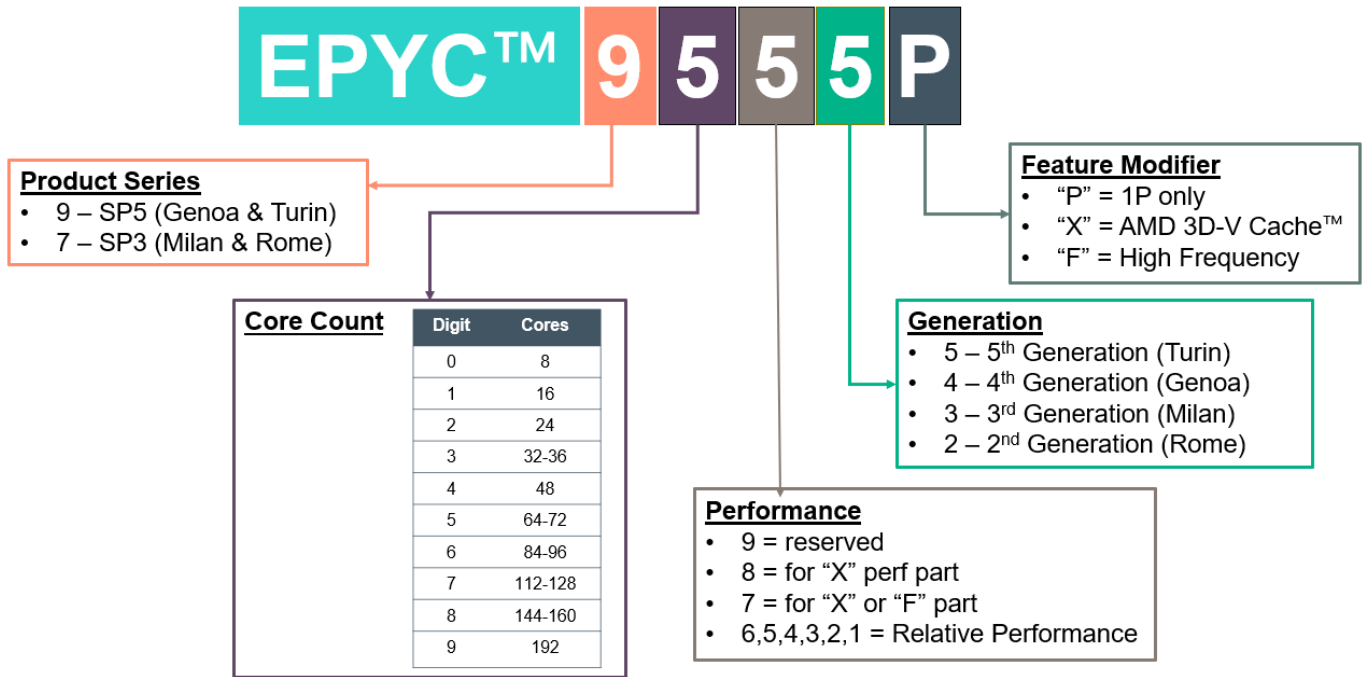 EPYC™ 9 5 5 5 P
Product Series
• 9 – SP5 (Genoa & Turin)
• 7 – SP3 (Milan & Rome)
Feature Modifier
• “P” = 1P only
• “X” = AMD 3D-V Cache™
• “F” = High Frequency
Core Count
Digit Cores
0 8
1 16
2 24
3 32-36
4 48
5 64-72
6 84-96
7 112-128
8 144-160
9 192
Generation
• 5 – 5th Generation (Turin)
• 4 – 4th Generation (Genoa)
• 3 – 3rd Generation (Milan)
• 2 – 2nd Generation (Rome)
Performance
• 9 = reserved
• 8 = for “X” perf part
• 7 = for “X” or “F” part
• 6,5,4,3,2,1 = Relative Performance